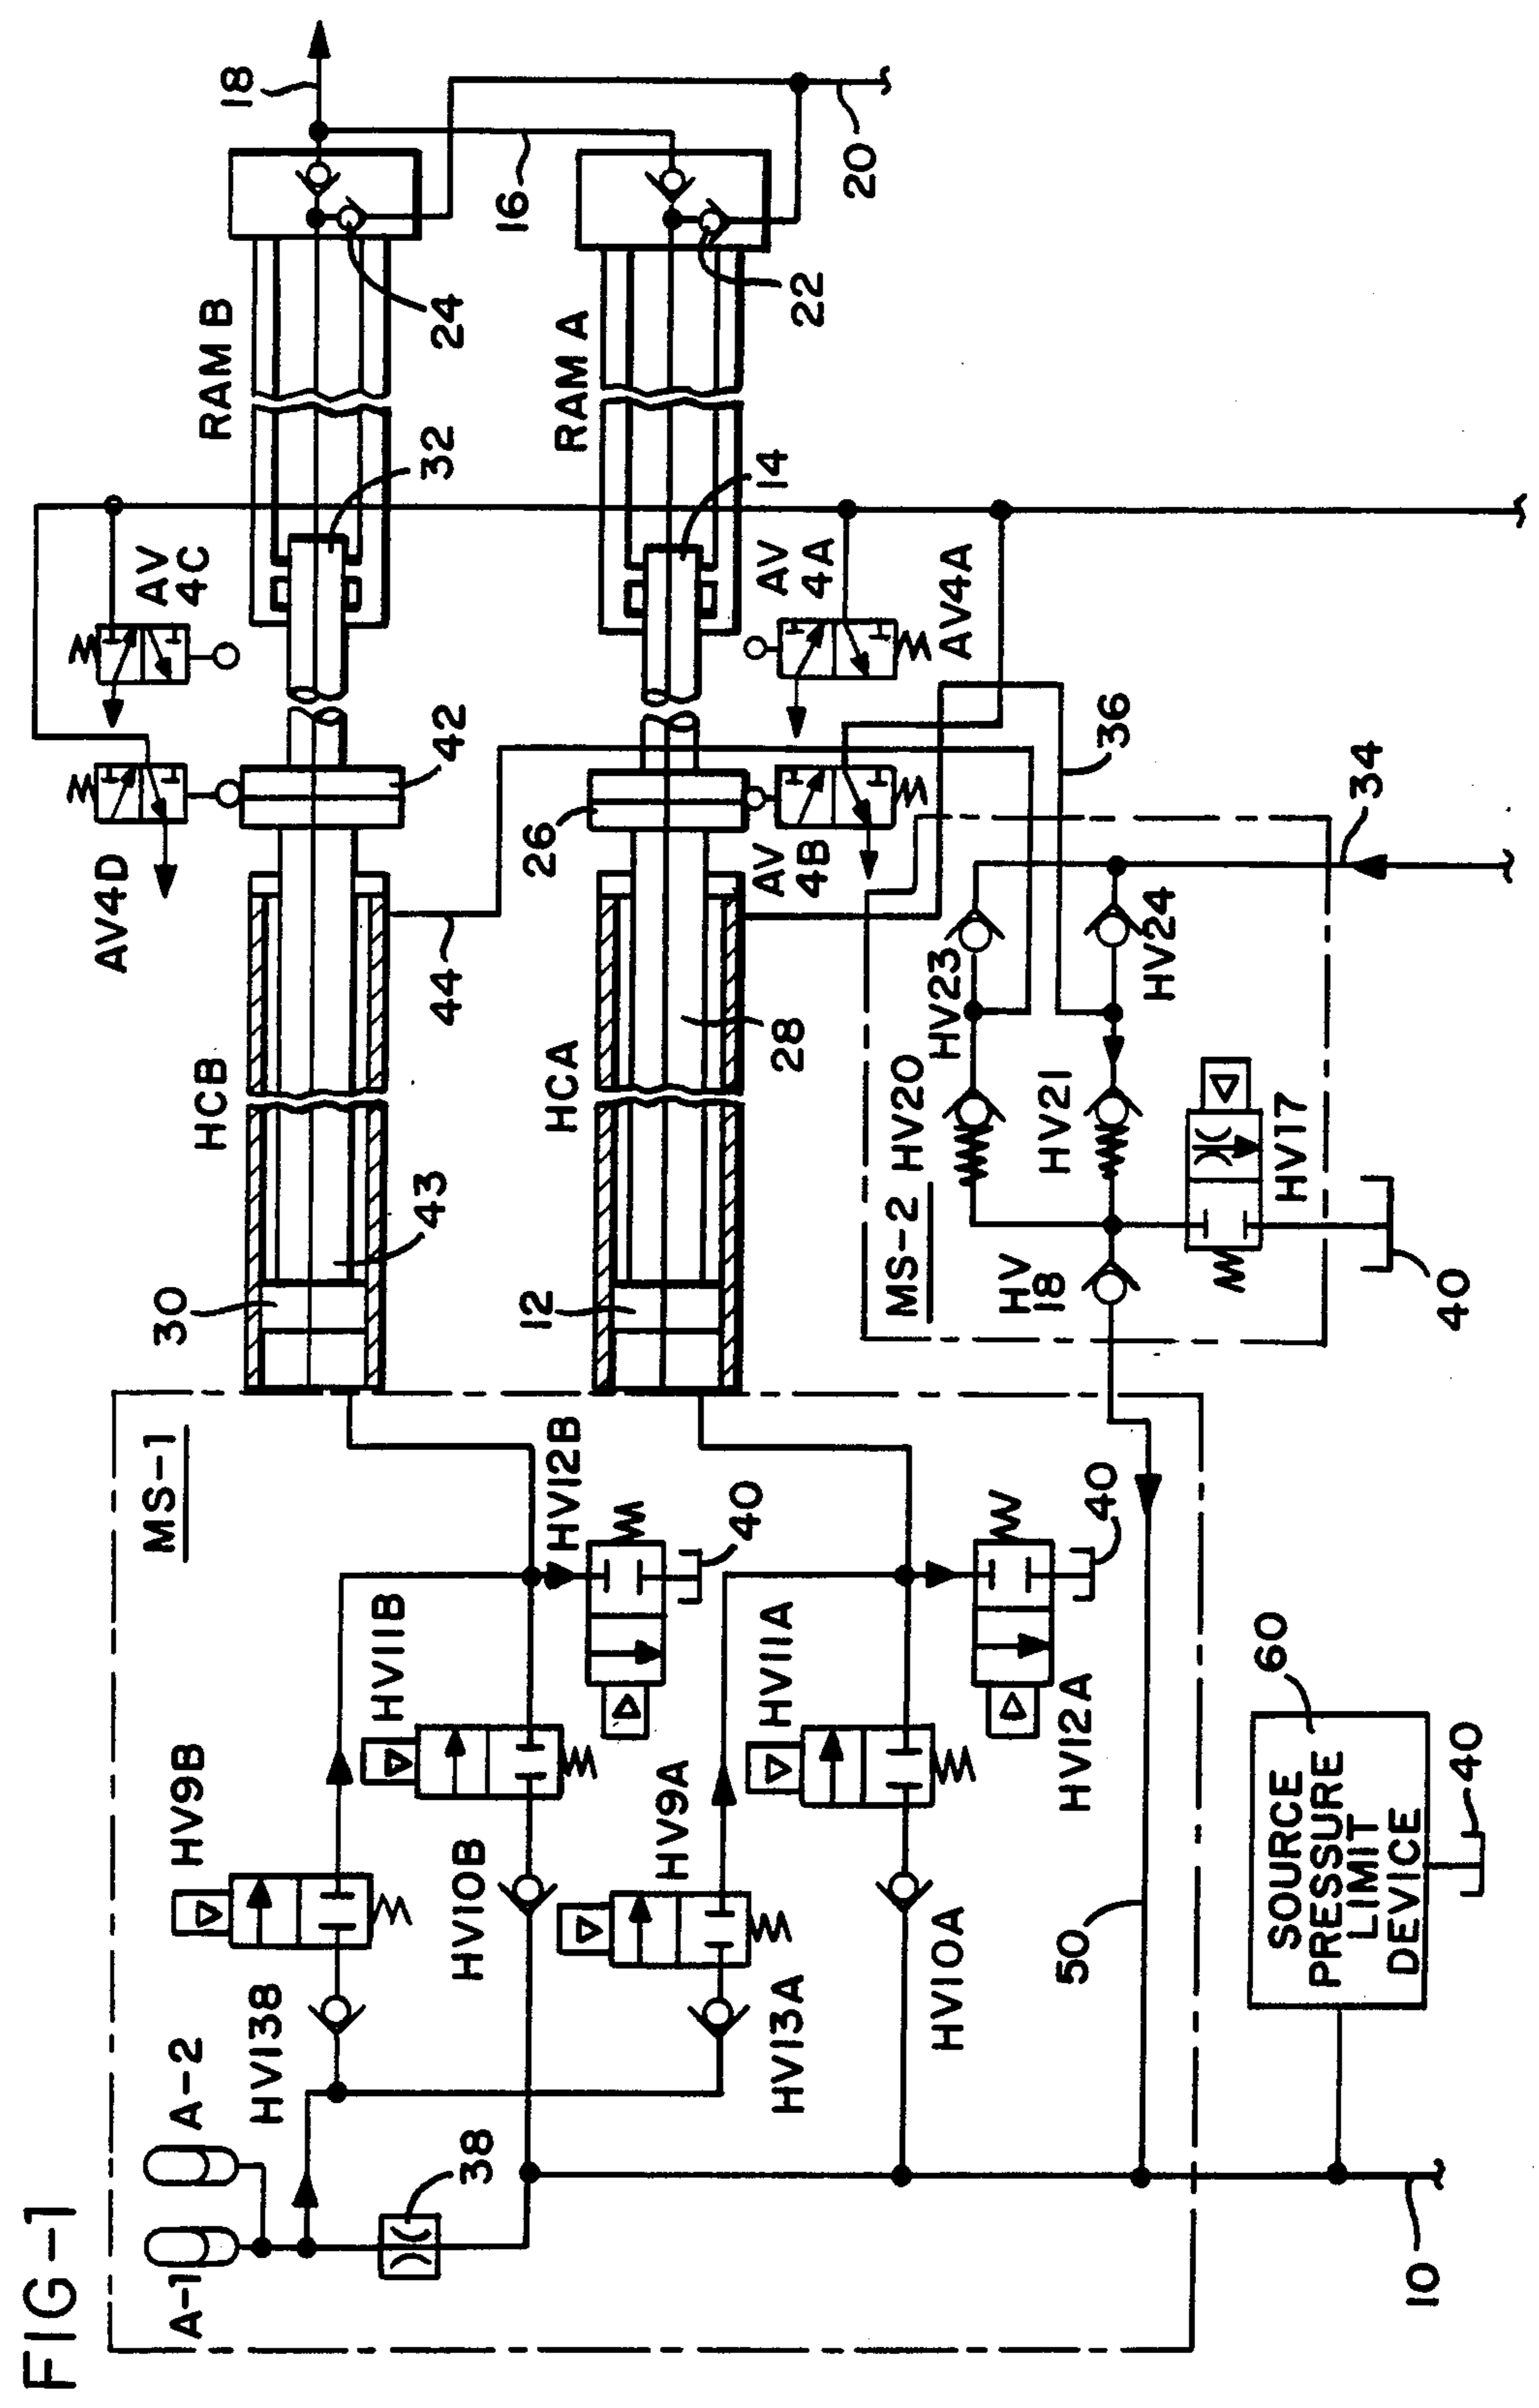 FIG-1
MS-1
A-1
A-2
HV138
HV9B
38
HV10B
HV11B
HV12B
40
HV13A
HV9A
HV10A
HV11A
HV12A
40
50
10
SOURCE
PRESSURE
LIMIT
DEVICE
60
40
HCB
30
43
44
AV4D
42
AV
4C
RAM B
32
24
18
16
HCA
12
28
26
AV
4B
AV
4A
AV4A
RAM A
14
22
20
MS-2
HV
18
HV20
HV21
HV23
HV24
HV17
40
36
34